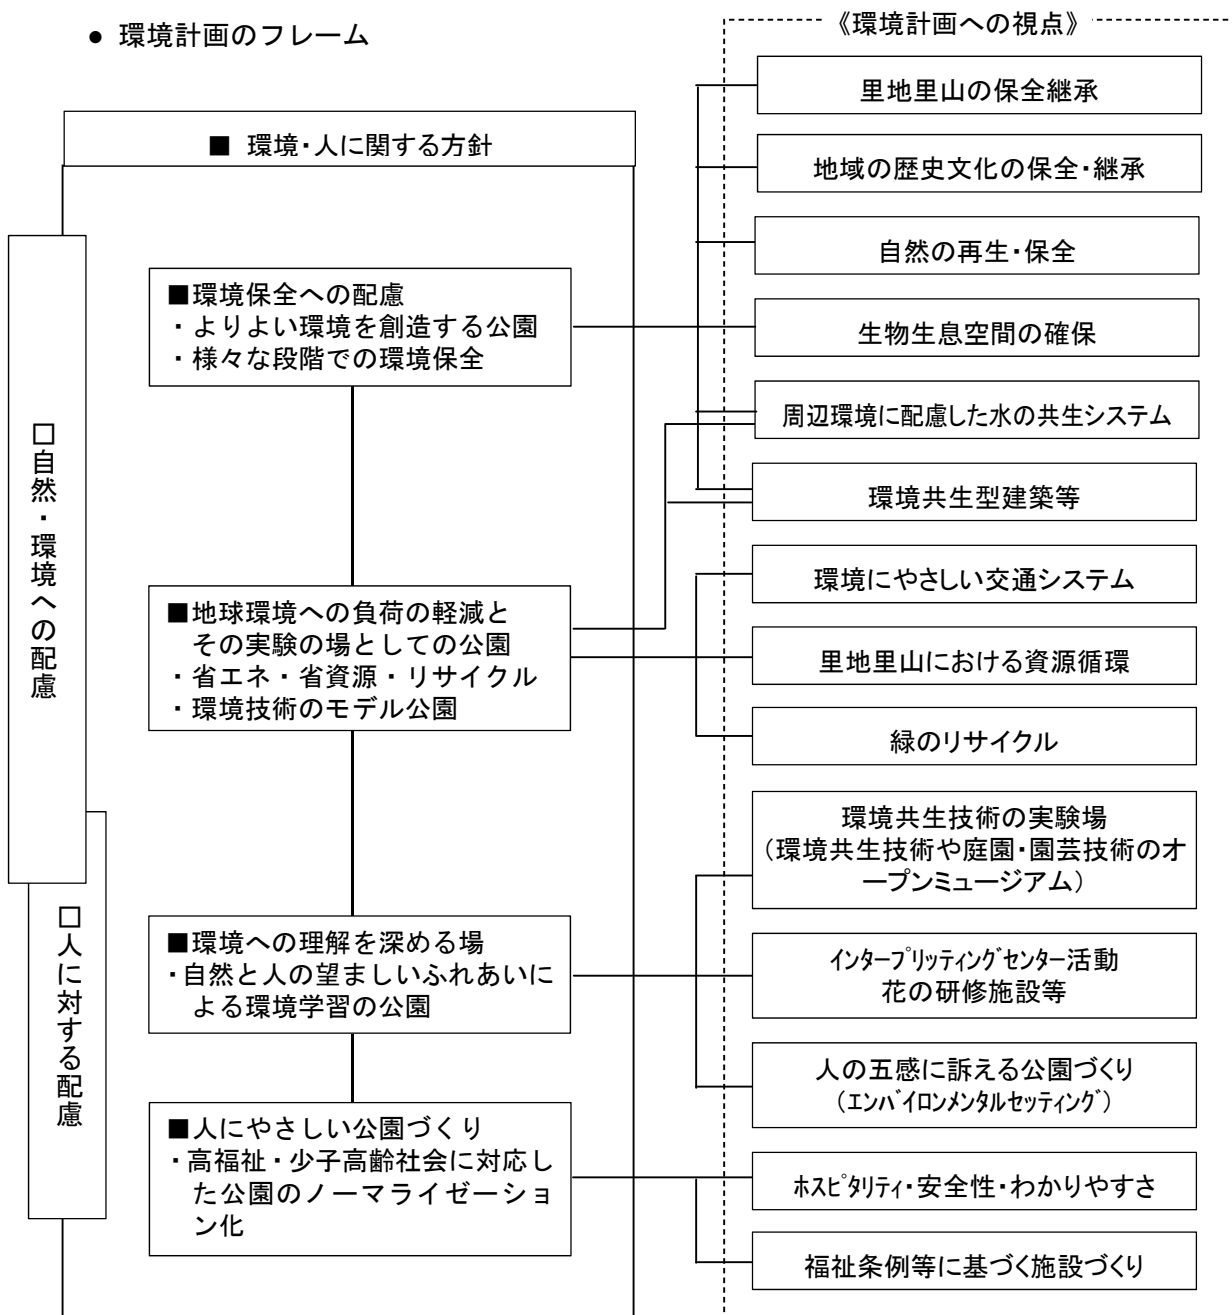 ● 環境計画のフレーム
《環境計画への視点》
■ 環境・人に関する方針
□自然・環境への配慮
□人に対する配慮
■環境保全への配慮
・よりよい環境を創造する公園
・様々な段階での環境保全
■地球環境への負荷の軽減と
その実験の場としての公園
・省エネ・省資源・リサイクル
・環境技術のモデル公園
■環境への理解を深める場
・自然と人の望ましいふれあいに
よる環境学習の公園
■人にやさしい公園づくり
・高福祉・少子高齢社会に対応し
た公園のノーマライゼーショ
ン化
里地里山の保全継承
地域の歴史文化の保全・継承
自然の再生・保全
生物生息空間の確保
周辺環境に配慮した水の共生システム
環境共生型建築等
環境にやさしい交通システム
里地里山における資源循環
緑のリサイクル
環境共生技術の実験場
（環境共生技術や庭園・園芸技術のオ
ープンミュージアム）
インタープリッティングセンター活動
花の研修施設等
人の五感に訴える公園づくり
（エンバイロンメンタルセッティング）
ホスピタリティ・安全性・わかりやすさ
福祉条例等に基づく施設づくり